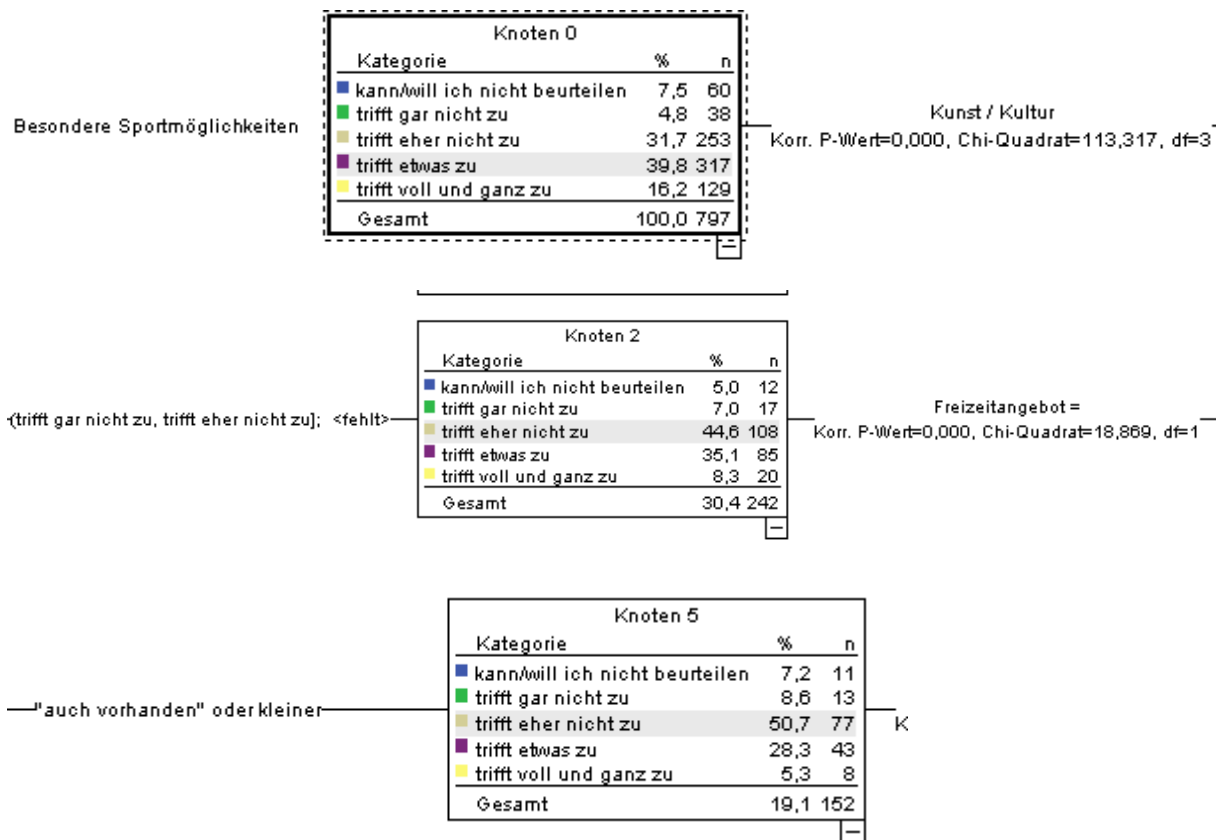 Knoten 0
Kategorie % n
kann/will ich nicht beurteilen 7,5 60
trifft gar nicht zu 4,8 38
trifft eher nicht zu 31,7 253
trifft etwas zu 39,8 317
trifft voll und ganz zu 16,2 129
Gesamt 100,0 797
Besondere Sportmöglichkeiten
Kunst / Kultur
Korr. P-Wert=0,000, Chi-Quadrat=113,317, df=3
Knoten 2
Kategorie % n
kann/will ich nicht beurteilen 5,0 12
trifft gar nicht zu 7,0 17
trifft eher nicht zu 44,6 108
trifft etwas zu 35,1 85
trifft voll und ganz zu 8,3 20
Gesamt 30,4 242
(trifft gar nicht zu, trifft eher nicht zu]; <fehlt>
Freizeitangebot =
Korr. P-Wert=0,000, Chi-Quadrat=18,869, df=1
Knoten 5
Kategorie % n
kann/will ich nicht beurteilen 7,2 11
trifft gar nicht zu 8,6 13
trifft eher nicht zu 50,7 77
trifft etwas zu 28,3 43
trifft voll und ganz zu 5,3 8
Gesamt 19,1 152
"auch vorhanden" oder kleiner
K